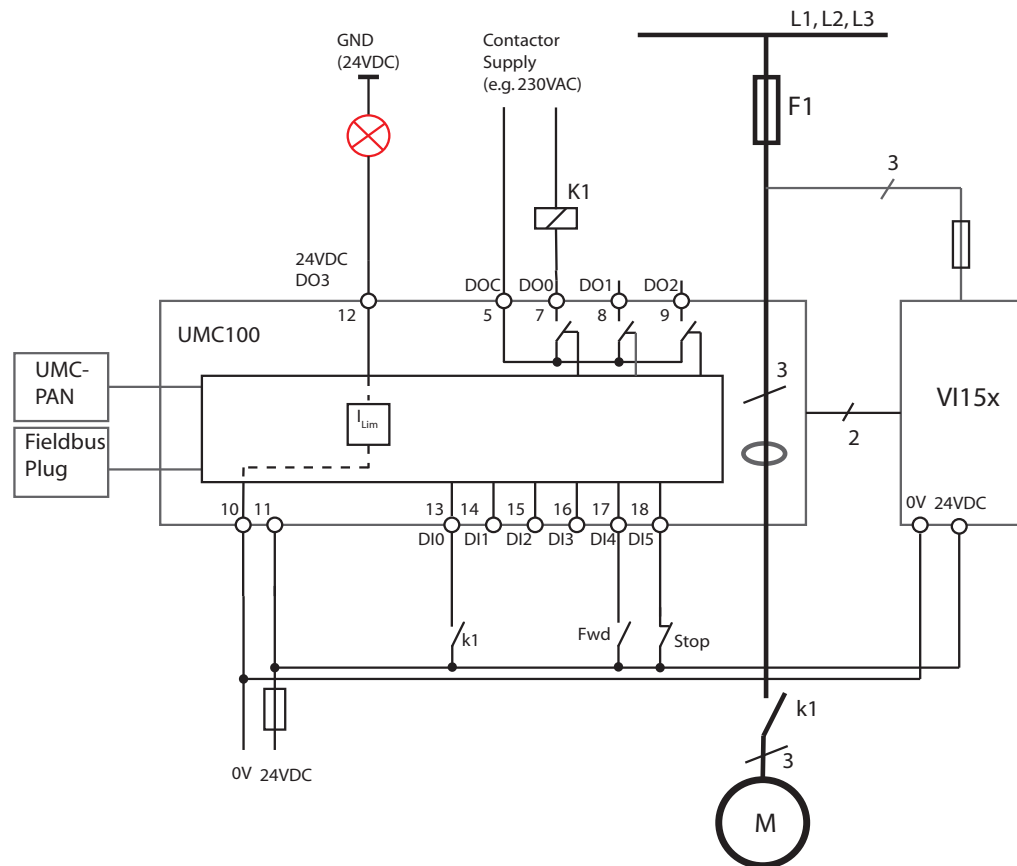 L1, L2, L3
GND
(24VDC)
Contactor
Supply
(e.g. 230VAC)
F1
3
K1
24VDC
DO3
DOC
DO0
DO1
DO2
12
5
7
8
9
UMC100
UMC-
PAN
3
VI15x
I Lim
2
Fieldbus
Plug
10
11
13
14
15
16
17
18
0V
24VDC
DI0
DI1
DI2
DI3
DI4
DI5
k1
Fwd
Stop
k1
3
0V
24VDC
M